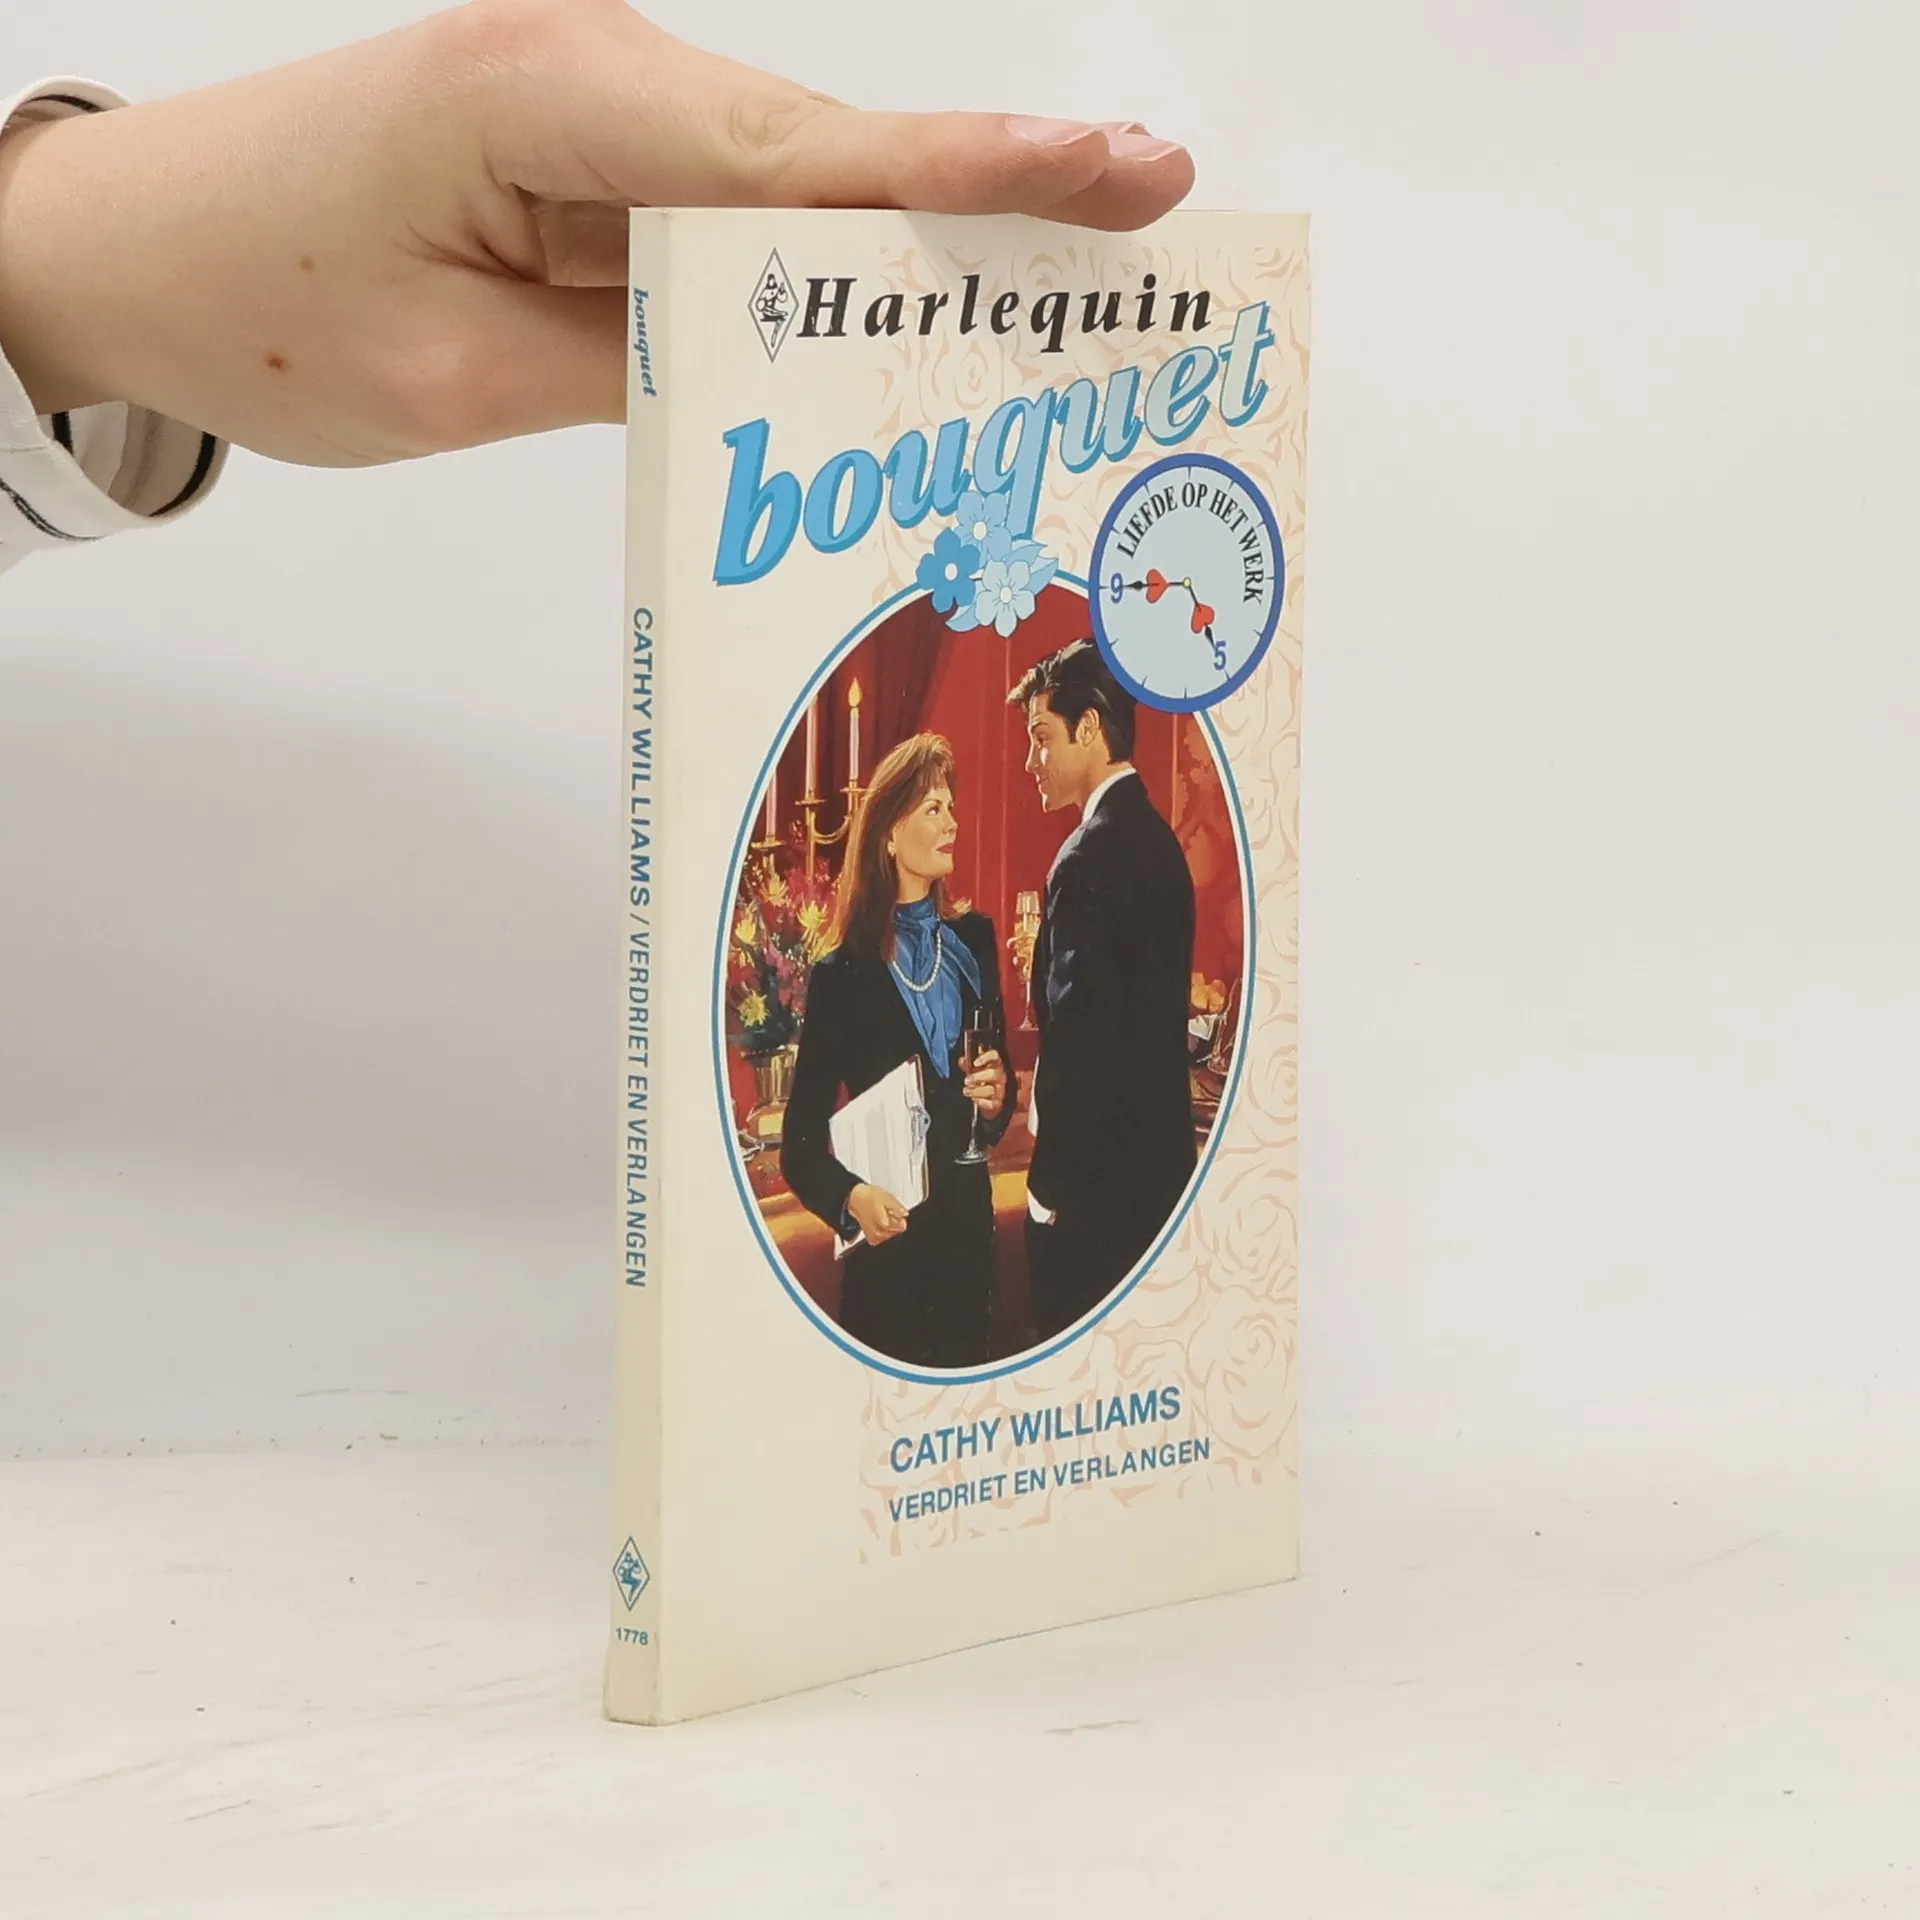 bouquet
CATHY WILLIAMS / VERDRIET EN VERLANGEN
1778
Harlequin
bouquet
LIEFDE OP HET WERK
9
5
CATHY WILLIAMS
VERDRIET EN VERLANGEN